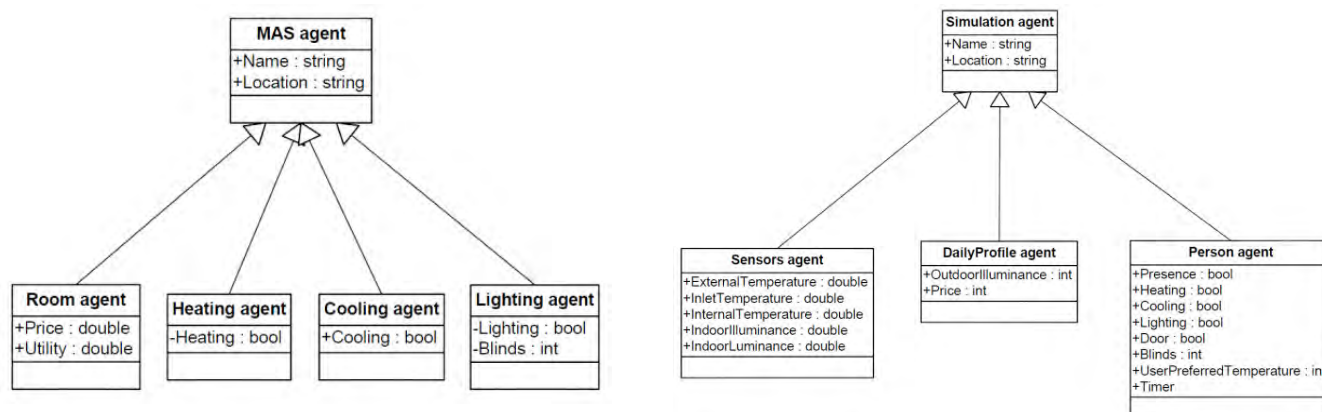 MAS agent
+Name : string
+Location : string
Room agent
+Price : double
+Utility : double
Heating agent
-Heating : bool
Cooling agent
+Cooling : bool
Lighting agent
-Lighting : bool
-Blinds : int
Simulation agent
+Name : string
+Location : string
Sensors agent
+ExternalTemperature : double
+InletTemperature : double
+InternalTemperature : double
+IndoorIlluminance : double
+IndoorLuminance : double
DailyProfile agent
+OutdoorIlluminance : int
+Price : int
Person agent
+Presence : bool
+Heating : bool
+Cooling : bool
+Lighting : bool
+Door : bool
+Blinds : int
+UserPreferredTemperature : in
+Timer